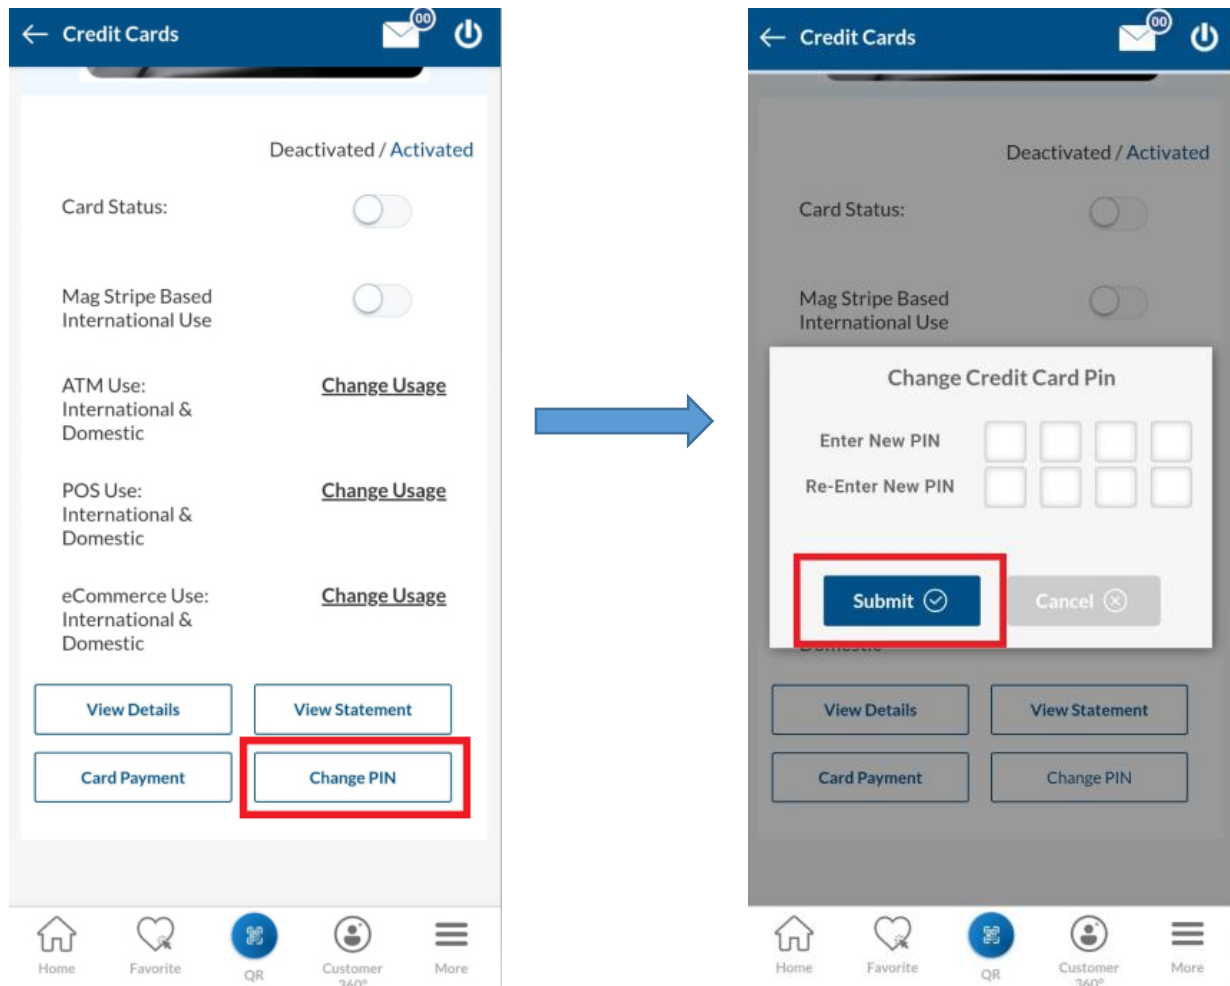 Credit Cards
00
Deactivated / Activated
Card Status:
Mag Stripe Based
International Use
ATM Use:
International &
Domestic
Change Usage
POS Use:
International &
Domestic
Change Usage
eCommerce Use:
International &
Domestic
Change Usage
View Details
View Statement
Card Payment
Change PIN
Home
Favorite
QR
Customer
360°
More
Credit Cards
00
Deactivated / Activated
Card Status:
Mag Stripe Based
International Use
Change Credit Card Pin
Enter New PIN
Re-Enter New PIN
Submit
Cancel
Domestic
View Details
View Statement
Card Payment
Change PIN
Home
Favorite
QR
Customer
360°
More